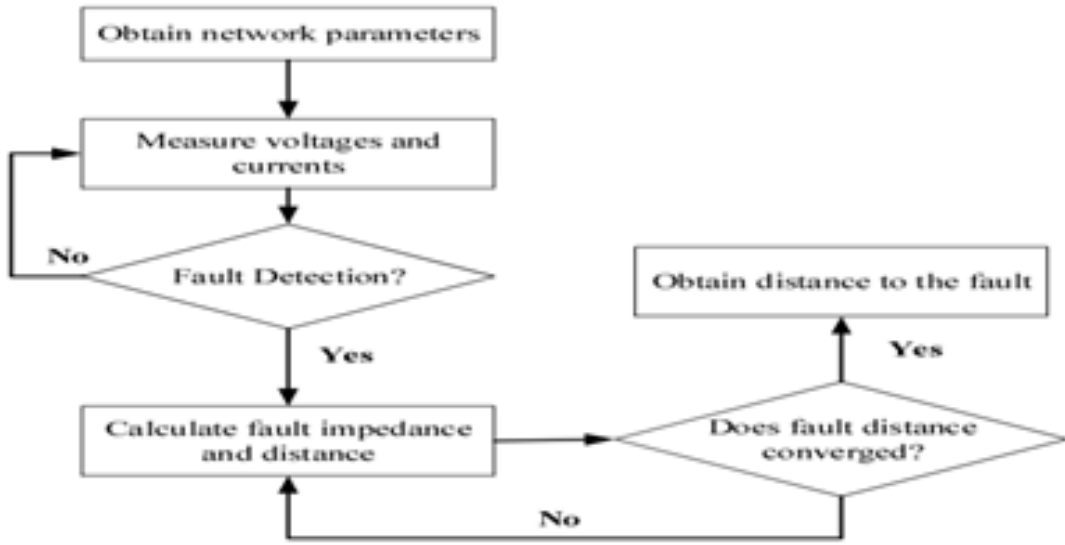 Obtain network parameters
Measure voltages and
currents
No
Fault Detection?
Yes
Calculate fault impedance
and distance
Does fault distance
converged?
No
Yes
Obtain distance to the fault